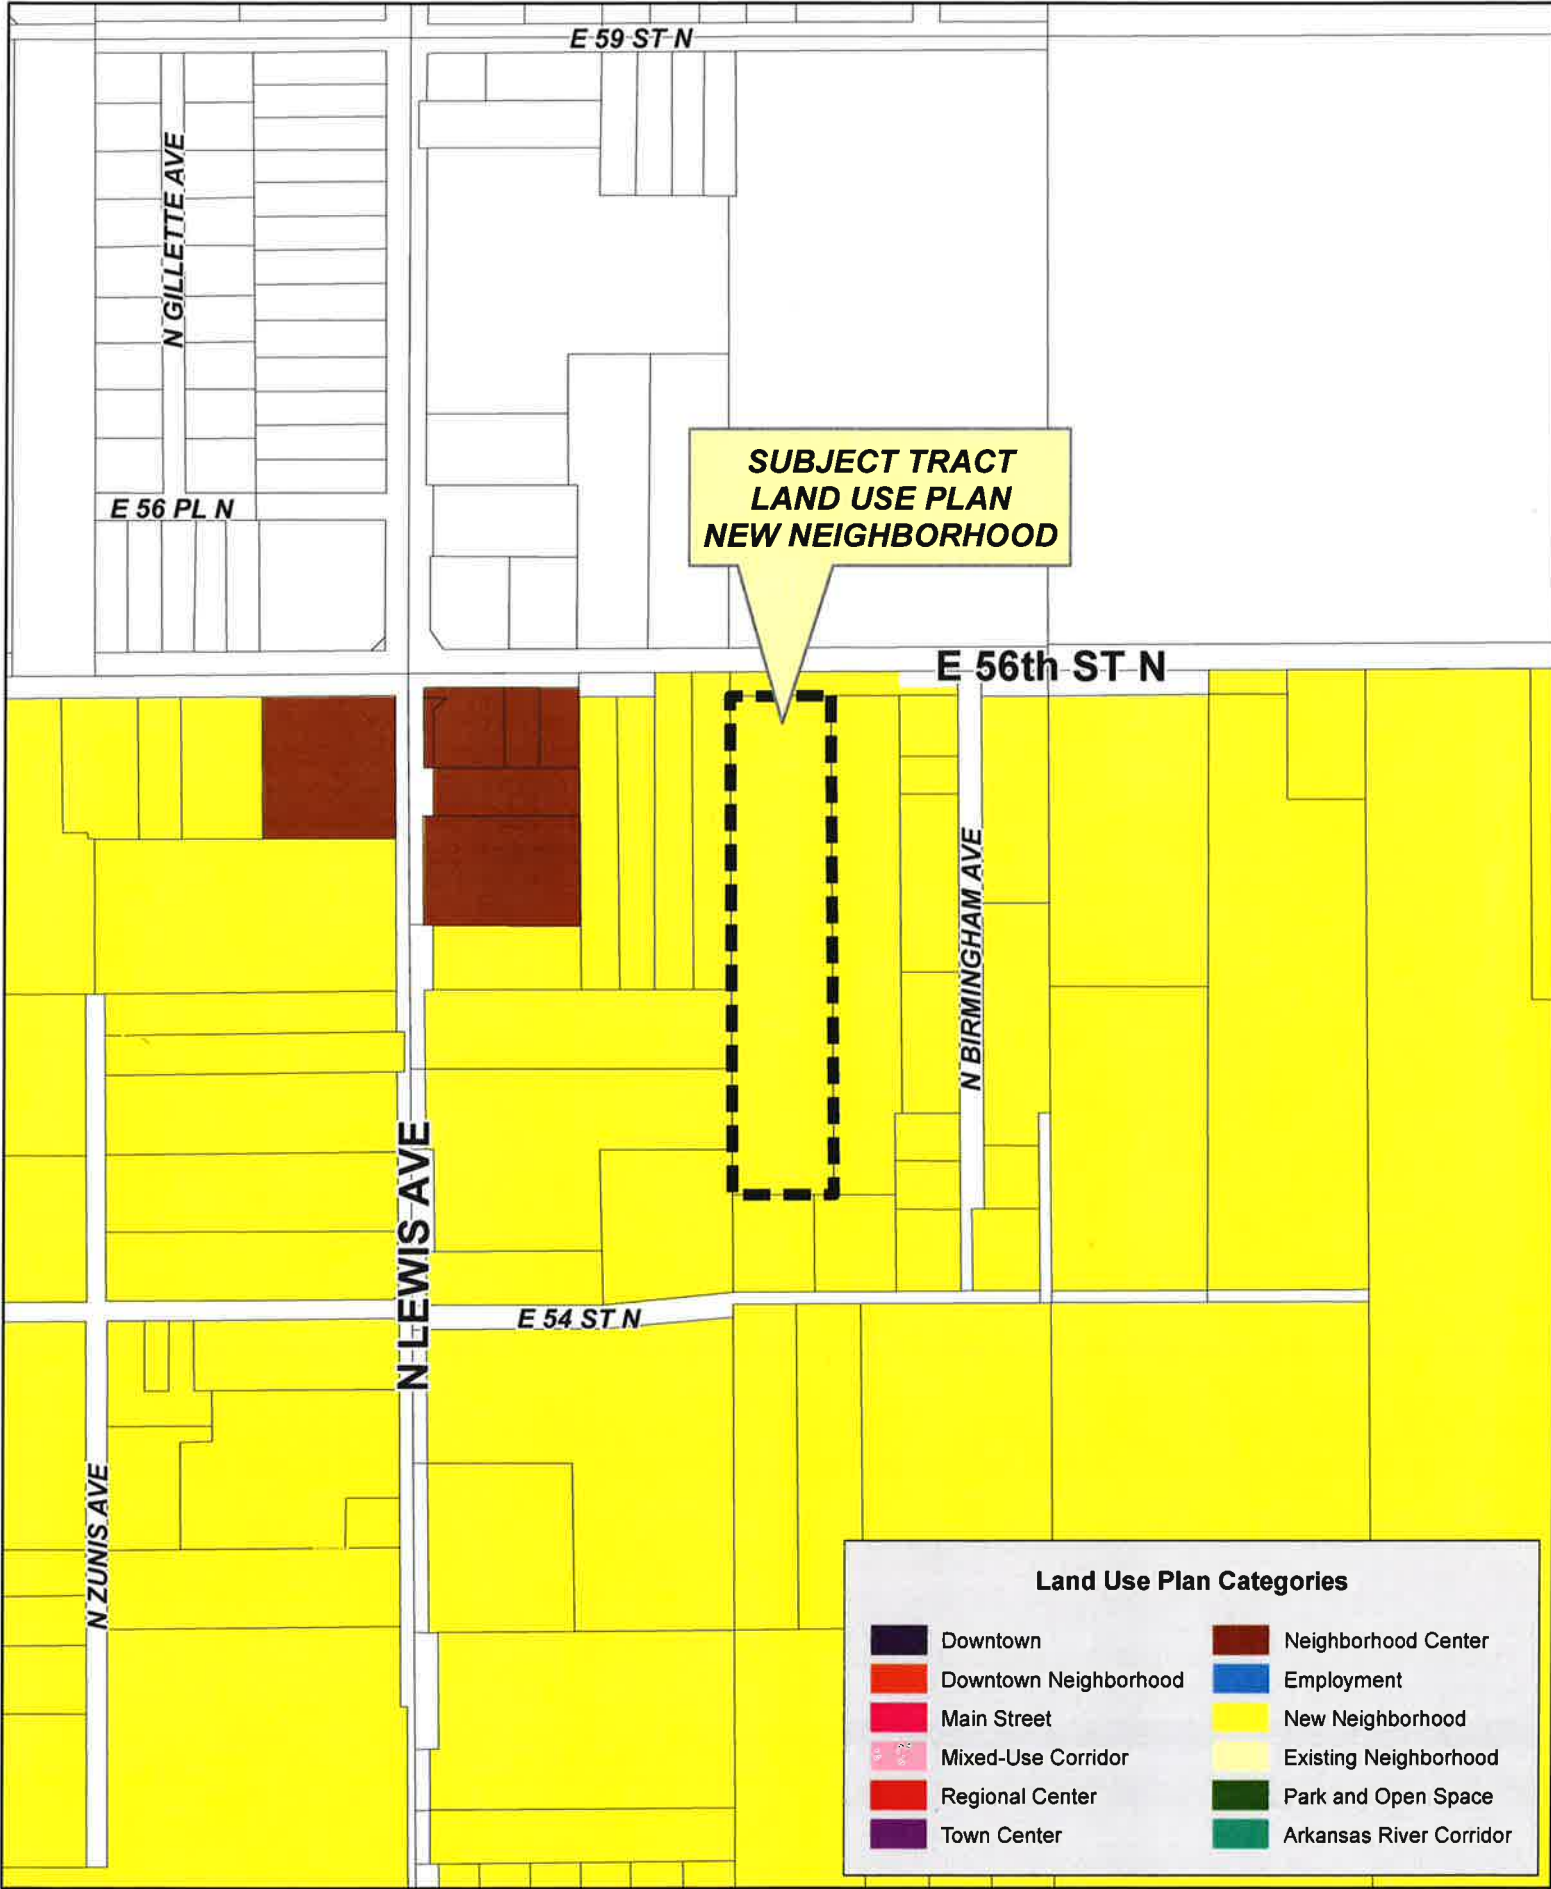 E 59 ST N
N GILLETTE AVE
SUBJECT TRACT
LAND USE PLAN
NEW NEIGHBORHOOD
E 56 PL N
E 56th ST N
N BIRMINGHAM AVE
N LEWIS AVE
E 54 ST N
N ZUNIS AVE
Land Use Plan Categories
Downtown
Downtown Neighborhood
Main Street
Mixed-Use Corridor
Regional Center
Town Center
Neighborhood Center
Employment
New Neighborhood
Existing Neighborhood
Park and Open Space
Arkansas River Corridor